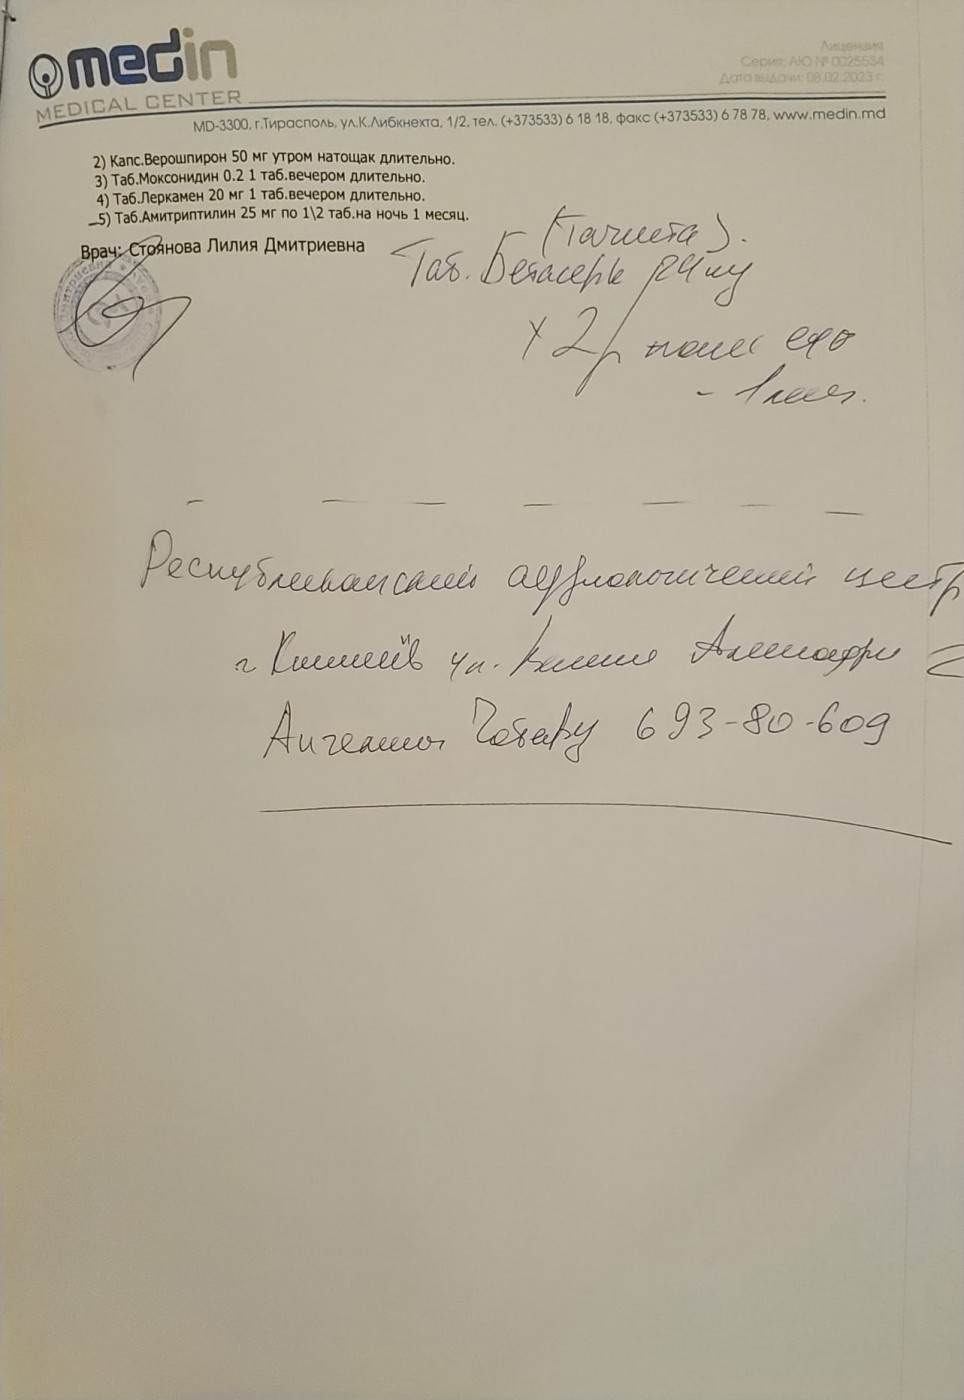 medin
MEDICAL CENTER
Лицензия
Серия: АЮ № 0025534
Дата выдачи: 08.02.2023 г.
MD-3300, г.Тирасполь, ул.К.Либкнехта, 1/2, тел. (+373533) 6 18 18, факс (+373533) 6 78 78, www.medin.md
2) Капс.Верошпирон 50 мг утром натощак длительно.
3) Таб.Моксонидин 0.2 1 таб.вечером длительно.
4) Таб.Леркамен 20 мг 1 таб.вечером длительно.
5) Таб.Амитриптилин 25 мг по 1\2 таб.на ночь 1 месяц.
Врач: Стоянова Лилия Дмитриевна
Таб. Бетасерк 24 мг
x 2 р после еды
- 1 мес.
Республиканский аудиологический центр
г Кишинёв ул. Василе Александри
Анжелика Чобану 693-80-609